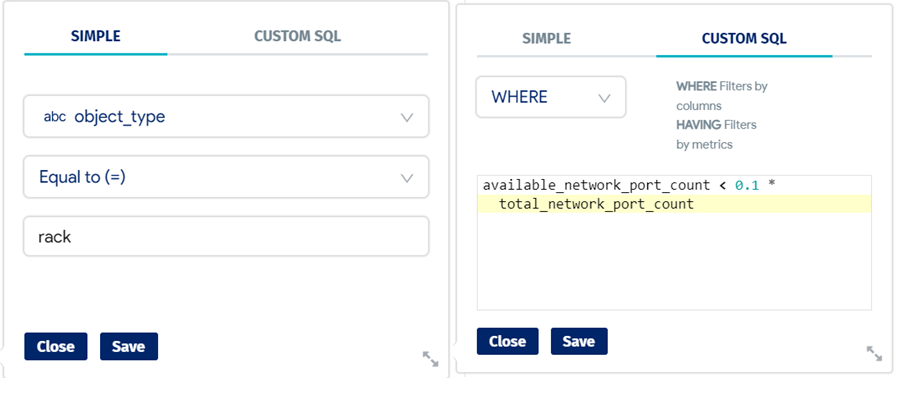 SIMPLE CUSTOM SQL
abc object_type
Equal to (=)
rack
Close Save
SIMPLE CUSTOM SQL
WHERE
WHERE Filters by
columns
HAVING Filters
by metrics
available_network_port_count < 0.1 *
total_network_port_count
Close Save